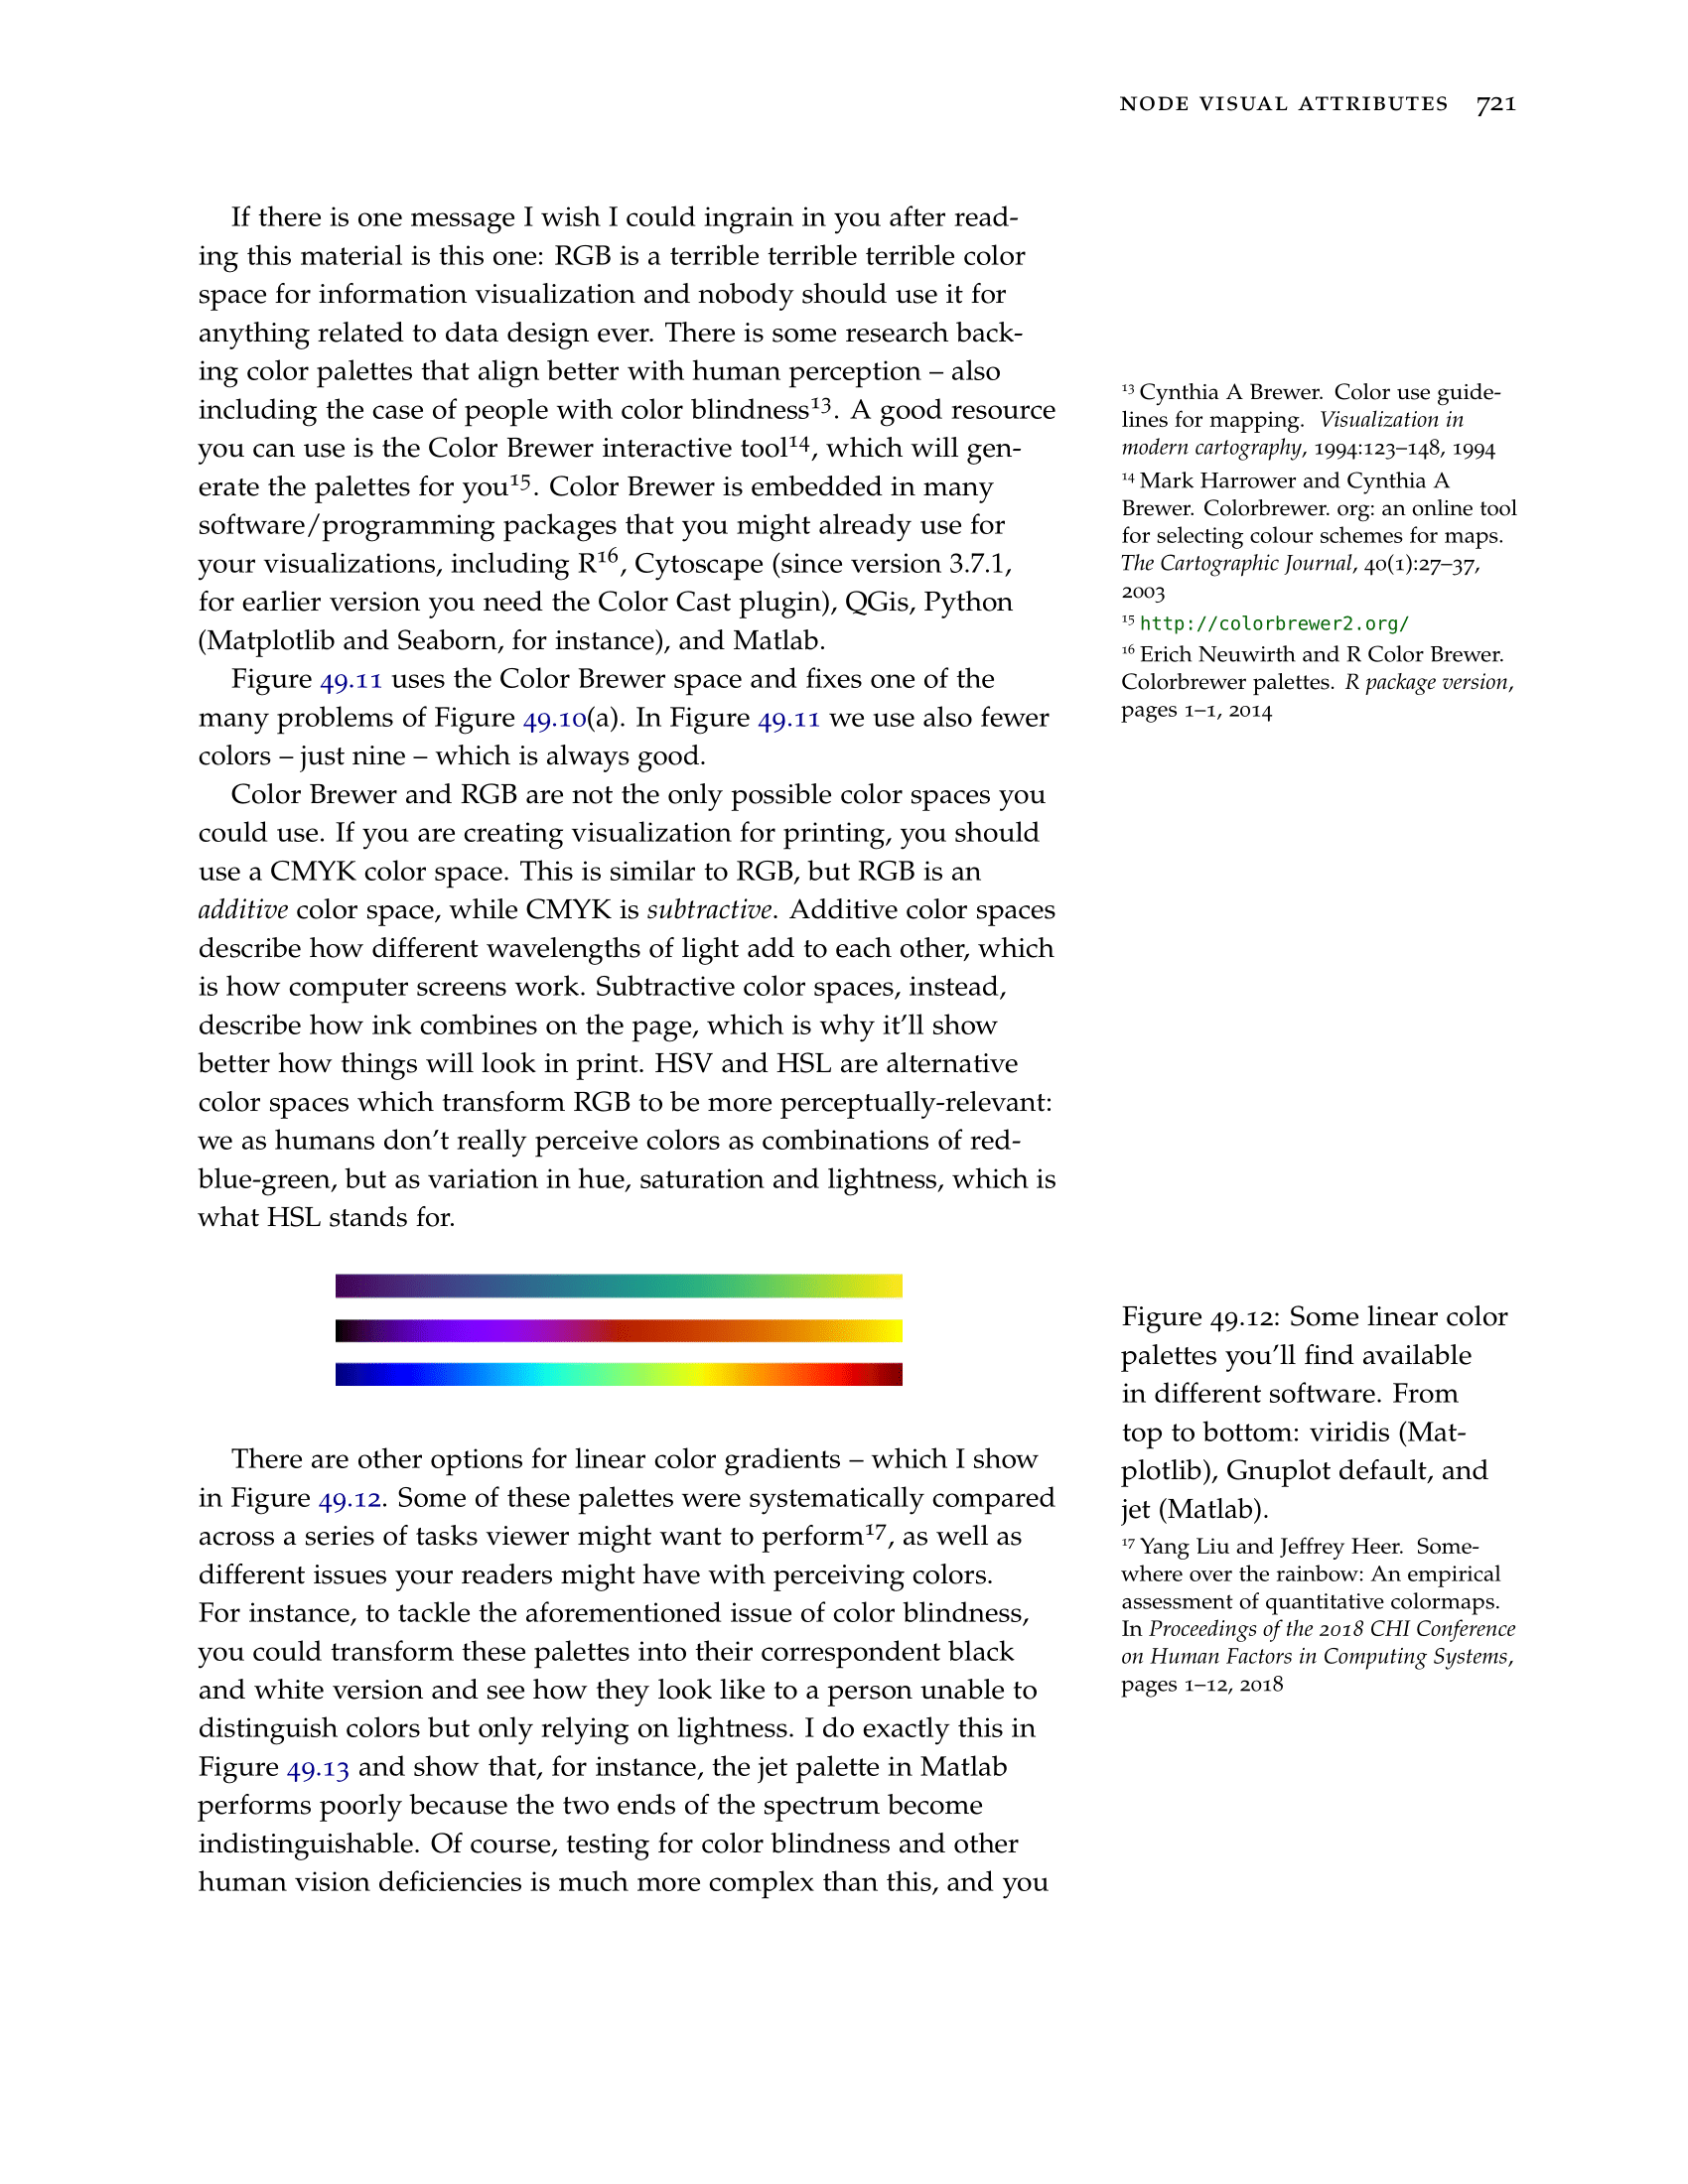 NODE VISUAL ATTRIBUTES 721
If there is one message I wish I could ingrain in you after read-
ing this material is this one: RGB is a terrible terrible terrible color
space for information visualization and nobody should use it for
anything related to data design ever. There is some research back-
ing color palettes that align better with human perception – also
including the case of people with color blindness¹³. A good resource
you can use is the Color Brewer interactive tool¹⁴, which will gen-
erate the palettes for you¹⁵. Color Brewer is embedded in many
software/programming packages that you might already use for
your visualizations, including R¹⁶, Cytoscape (since version 3.7.1,
for earlier version you need the Color Cast plugin), QGis, Python
(Matplotlib and Seaborn, for instance), and Matlab.
Figure 49.11 uses the Color Brewer space and fixes one of the
many problems of Figure 49.10(a). In Figure 49.11 we use also fewer
colors – just nine – which is always good.
Color Brewer and RGB are not the only possible color spaces you
could use. If you are creating visualization for printing, you should
use a CMYK color space. This is similar to RGB, but RGB is an
additive color space, while CMYK is subtractive. Additive color spaces
describe how different wavelengths of light add to each other, which
is how computer screens work. Subtractive color spaces, instead,
describe how ink combines on the page, which is why it'll show
better how things will look in print. HSV and HSL are alternative
color spaces which transform RGB to be more perceptually-relevant:
we as humans don't really perceive colors as combinations of red-
blue-green, but as variation in hue, saturation and lightness, which is
what HSL stands for.
¹³ Cynthia A Brewer. Color use guide-
lines for mapping. Visualization in
modern cartography, 1994:123–148, 1994
¹⁴ Mark Harrower and Cynthia A
Brewer. Colorbrewer. org: an online tool
for selecting colour schemes for maps.
The Cartographic Journal, 40(1):27–37,
2003
¹⁵ http://colorbrewer2.org/
¹⁶ Erich Neuwirth and R Color Brewer.
Colorbrewer palettes. R package version,
pages 1–1, 2014
Figure 49.12: Some linear color
palettes you'll find available
in different software. From
top to bottom: viridis (Mat-
plotlib), Gnuplot default, and
jet (Matlab).
There are other options for linear color gradients – which I show
in Figure 49.12. Some of these palettes were systematically compared
across a series of tasks viewer might want to perform¹⁷, as well as
different issues your readers might have with perceiving colors.
For instance, to tackle the aforementioned issue of color blindness,
you could transform these palettes into their correspondent black
and white version and see how they look like to a person unable to
distinguish colors but only relying on lightness. I do exactly this in
Figure 49.13 and show that, for instance, the jet palette in Matlab
performs poorly because the two ends of the spectrum become
indistinguishable. Of course, testing for color blindness and other
human vision deficiencies is much more complex than this, and you
¹⁷ Yang Liu and Jeffrey Heer. Some-
where over the rainbow: An empirical
assessment of quantitative colormaps.
In Proceedings of the 2018 CHI Conference
on Human Factors in Computing Systems,
pages 1–12, 2018